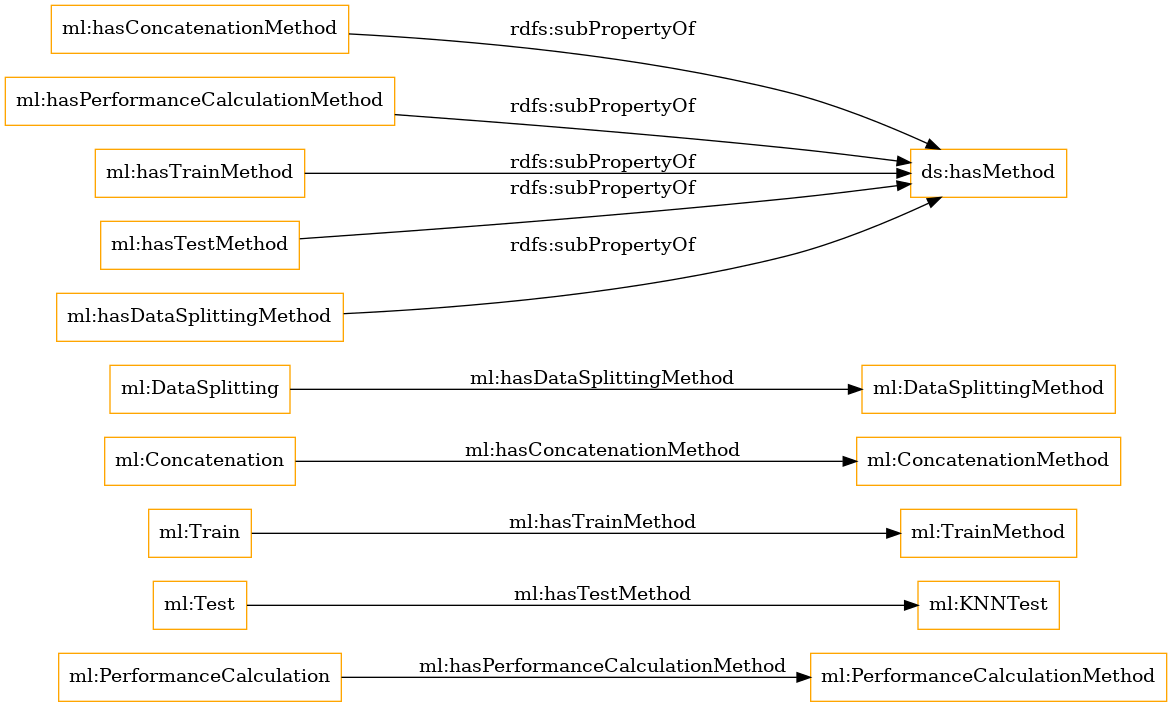 ml:hasConcatenationMethod
rdfs:subPropertyOf
ml:hasPerformanceCalculationMethod
rdfs:subPropertyOf
ml:hasTrainMethod
rdfs:subPropertyOf
ds:hasMethod
rdfs:subPropertyOf
ml:hasTestMethod
rdfs:subPropertyOf
ml:hasDataSplittingMethod
ml:DataSplitting
ml:hasDataSplittingMethod
ml:DataSplittingMethod
ml:Concatenation
ml:hasConcatenationMethod
ml:ConcatenationMethod
ml:Train
ml:hasTrainMethod
ml:TrainMethod
ml:Test
ml:hasTestMethod
ml:KNNTest
ml:PerformanceCalculation
ml:hasPerformanceCalculationMethod
ml:PerformanceCalculationMethod